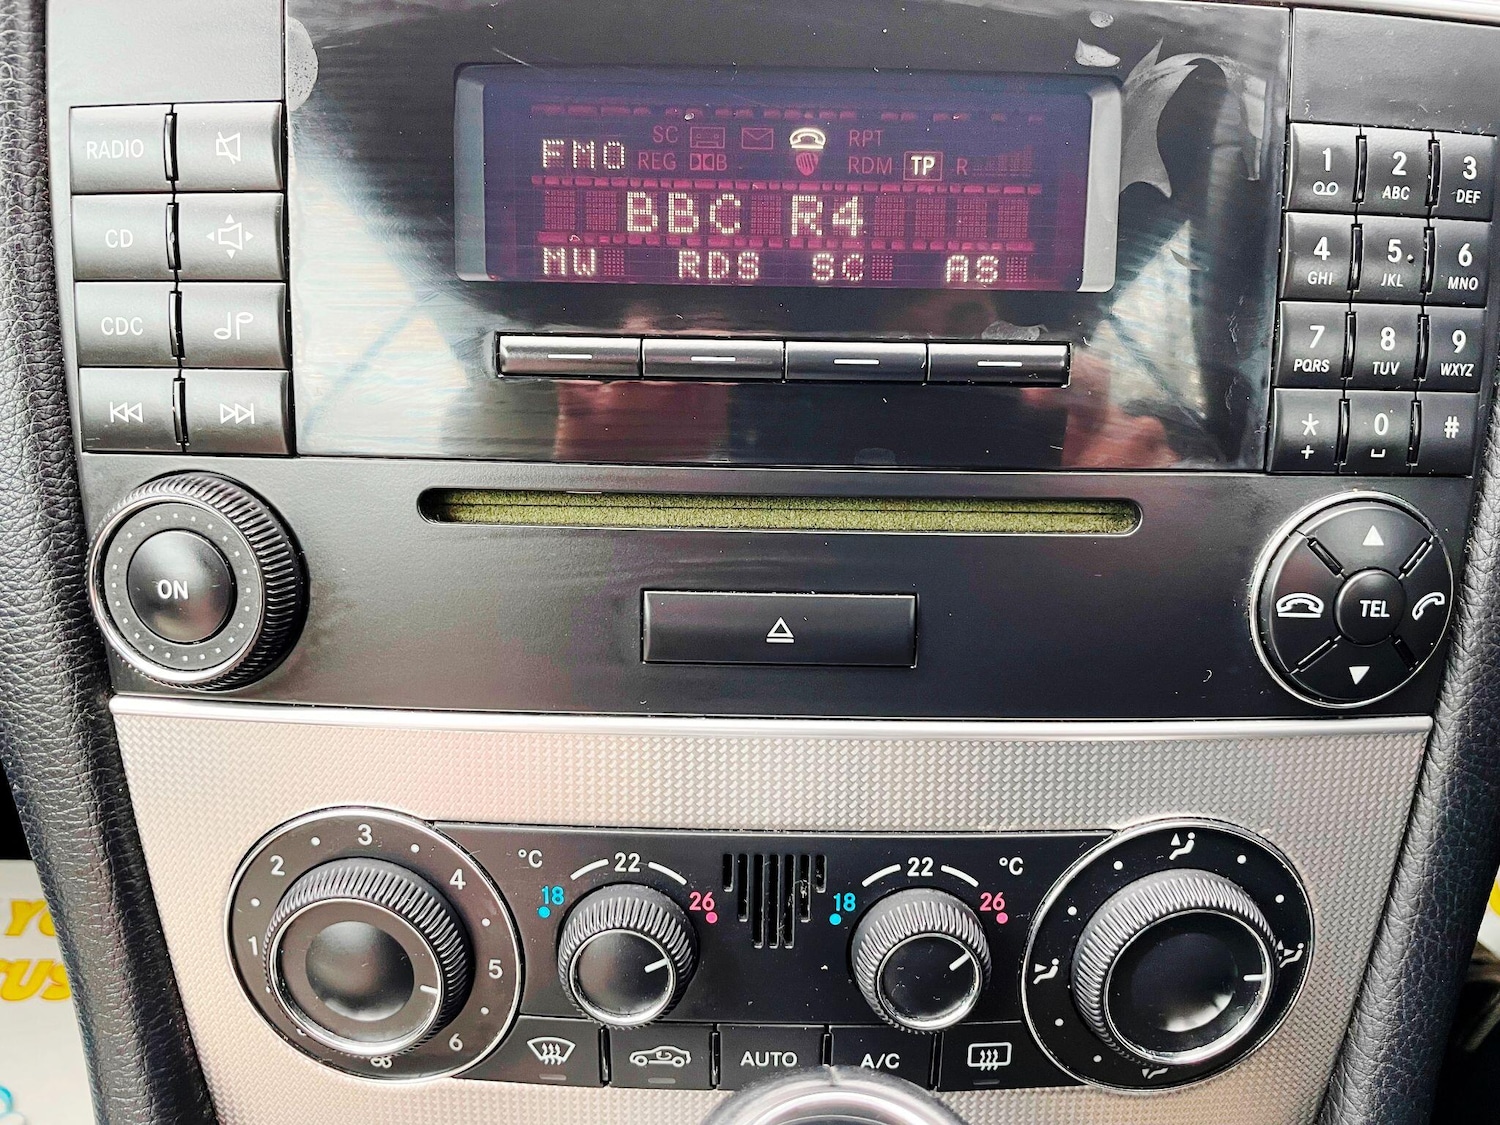 RADIO
CD
CDC
ON
SC RPT
FM0 REG B RDM TP R
BBC R4
MW RDS SC AS
1 2 ABC 3 DEF
4 GHI 5 JKL 6 MNO
7 PQRS 8 TUV 9 WXYZ
* + 0 #
TEL
1 2 3 4 5 6
°C 18 22 26
18 22 26 °C
AUTO A/C